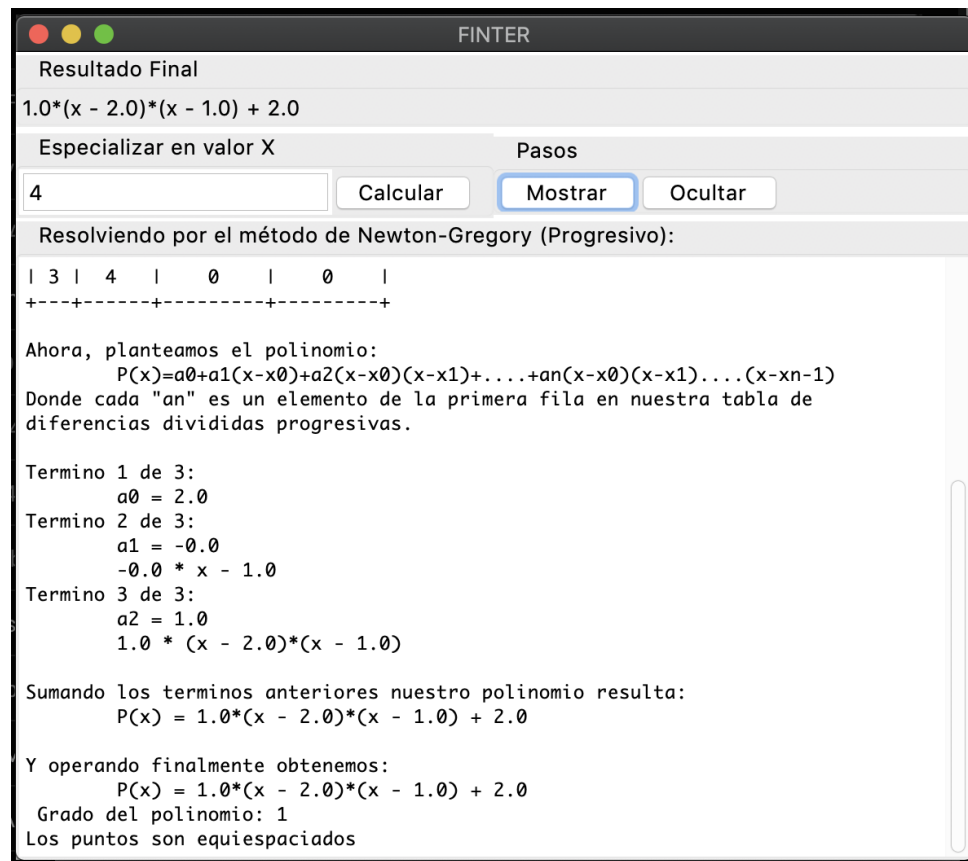 FINTER
Resultado Final
1.0*(x - 2.0)*(x - 1.0) + 2.0
Especializar en valor X
Pasos
4
Calcular
Mostrar
Ocultar
Resolviendo por el método de Newton-Gregory (Progresivo):
| 3 |  4   |    0    |    0    |
+---+------+---------+---------+
Ahora, planteamos el polinomio:
P(x)=a0+a1(x-x0)+a2(x-x0)(x-x1)+....+an(x-x0)(x-x1)....(x-xn-1)
Donde cada "an" es un elemento de la primera fila en nuestra tabla de
diferencias divididas progresivas.
Termino 1 de 3:
a0 = 2.0
Termino 2 de 3:
a1 = -0.0
-0.0 * x - 1.0
Termino 3 de 3:
a2 = 1.0
1.0 * (x - 2.0)*(x - 1.0)
Sumando los terminos anteriores nuestro polinomio resulta:
P(x) = 1.0*(x - 2.0)*(x - 1.0) + 2.0
Y operando finalmente obtenemos:
P(x) = 1.0*(x - 2.0)*(x - 1.0) + 2.0
Grado del polinomio: 1
Los puntos son equiespaciados